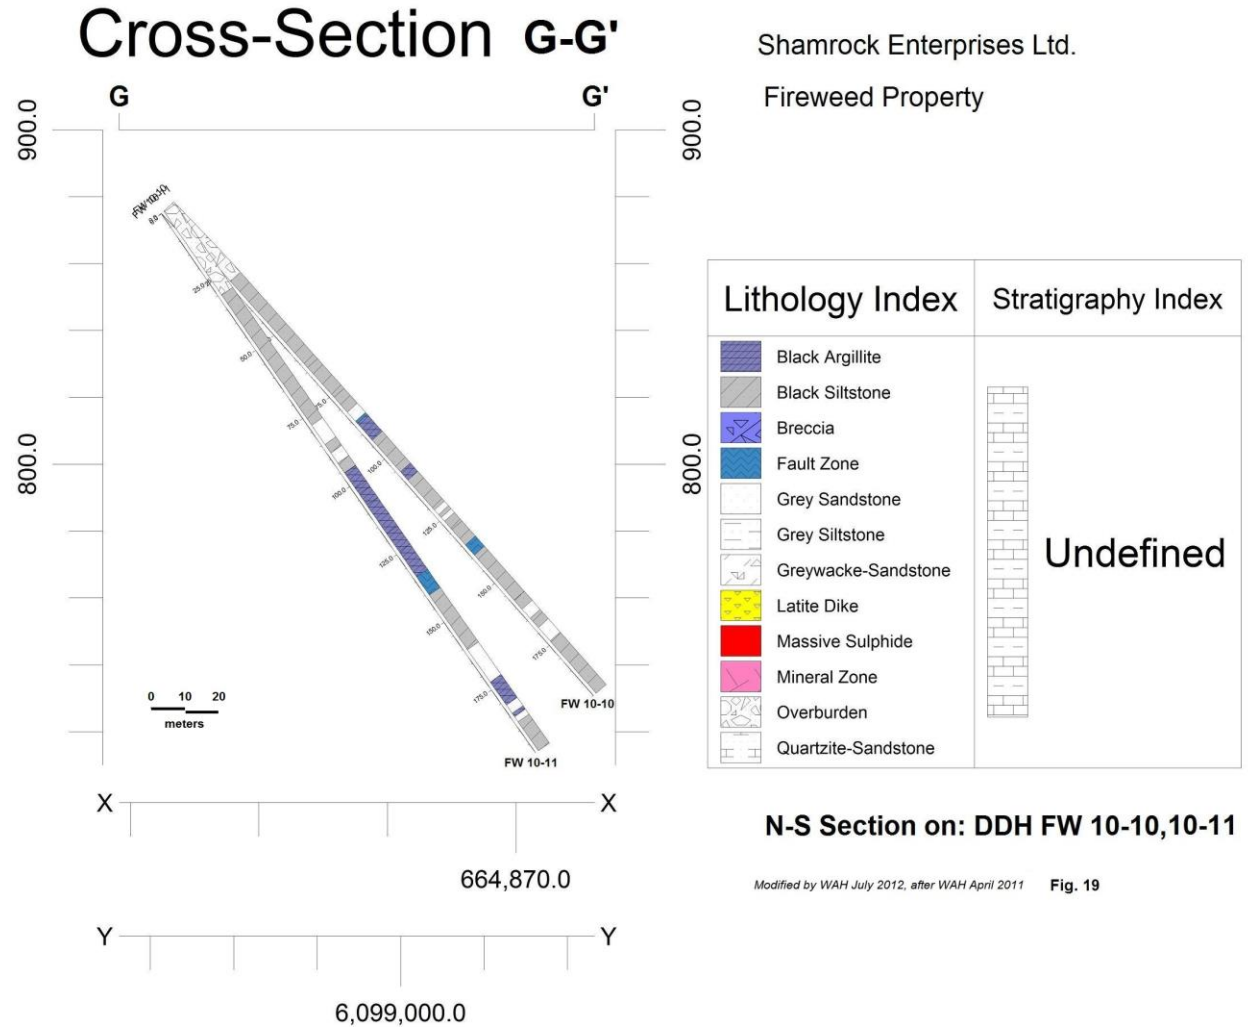 Cross-Section G-G'
Shamrock Enterprises Ltd.
Fireweed Property
G
G'
900.0
900.0
0.0
25.0
50.0
75.0
75.0
800.0
800.0
100.0
100.0
125.0
125.0
150.0
150.0
175.0
175.0
FW 10-10
FW 10-11
0 10 20
meters
Lithology Index
Stratigraphy Index
Black Argillite
Black Siltstone
Breccia
Fault Zone
Grey Sandstone
Grey Siltstone
Greywacke-Sandstone
Latite Dike
Massive Sulphide
Mineral Zone
Overburden
Quartzite-Sandstone
Undefined
X
X
664,870.0
Y
Y
6,099,000.0
N-S Section on: DDH FW 10-10,10-11
Modified by WAH July 2012, after WAH April 2011 Fig. 19